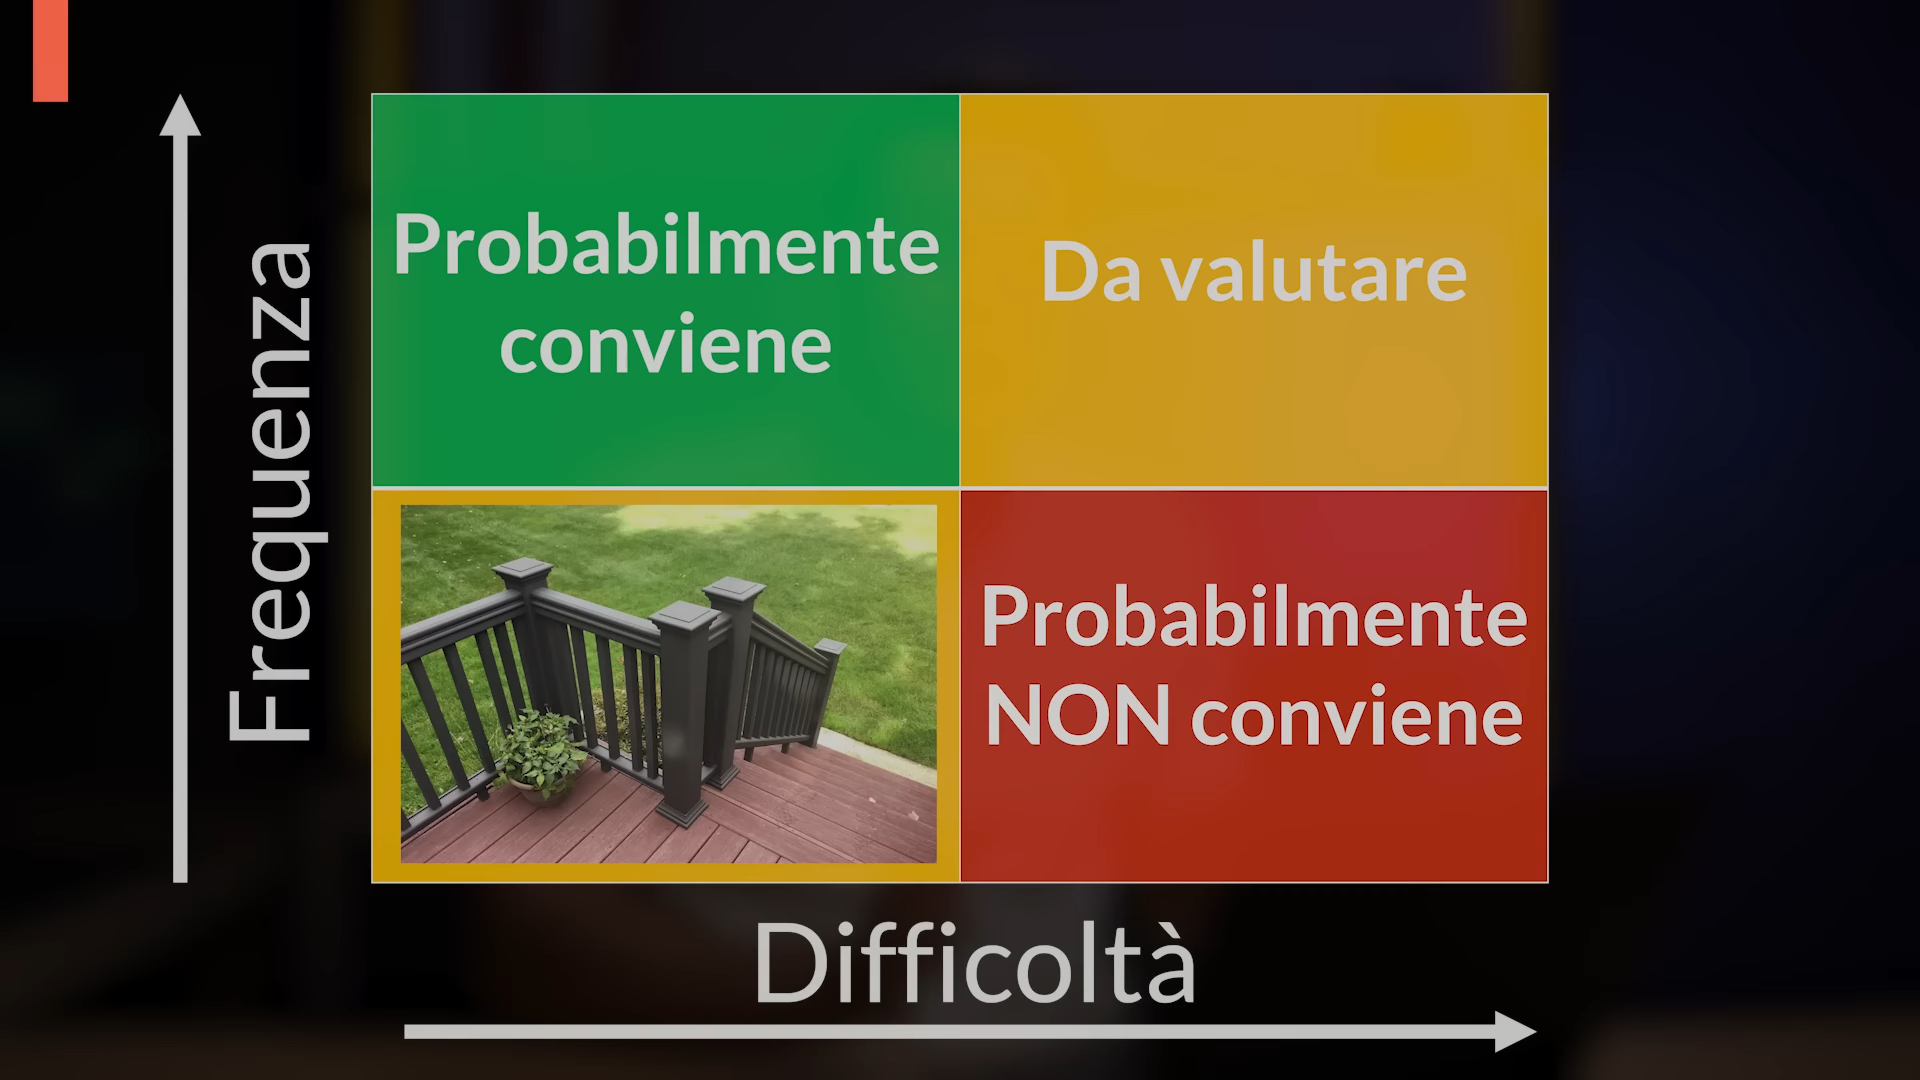 Frequenza
Probabilmente
conviene
Da valutare
Probabilmente
NON conviene
Difficoltà